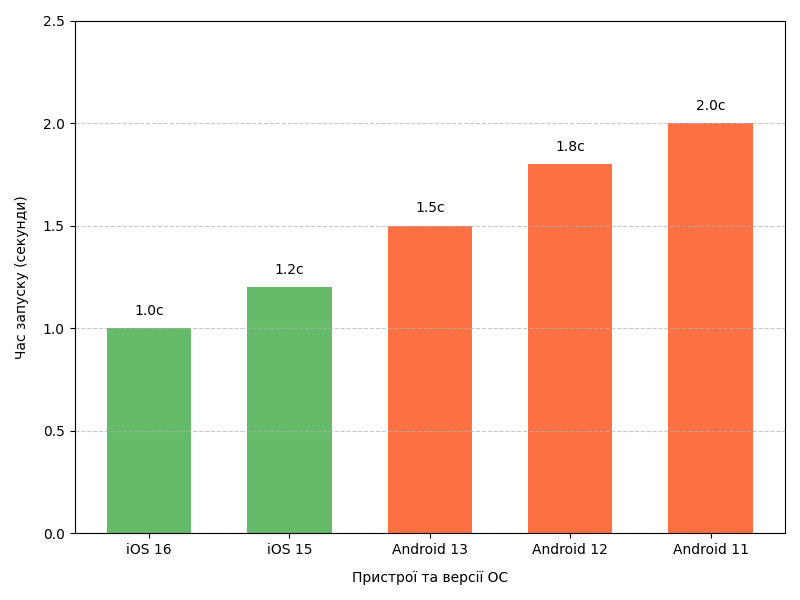 2.5
2.0
1.5
1.0
0.5
0.0
Час запуску (секунди)
1.0с
1.2с
1.5с
1.8с
2.0с
iOS 16
iOS 15
Android 13
Android 12
Android 11
Пристрої та версії ОС